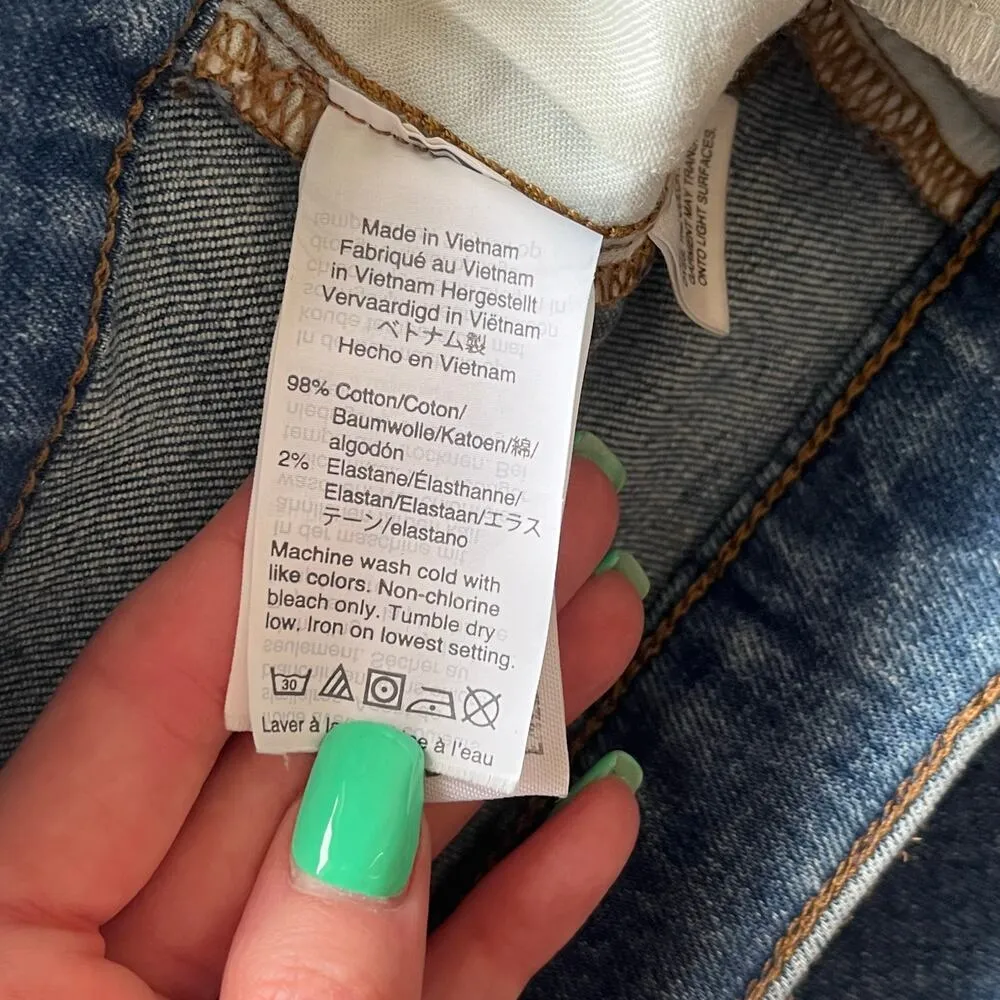 Made in Vietnam
Fabriqué au Vietnam
in Vietnam Hergestellt
Vervaardigd in Viëtnam
ベトナム製
Hecho en Vietnam
98% Cotton/Coton/
Baumwolle/Katoen/綿/
algodón
2% Elastane/Élasthanne/
Elastan/Elastaan/エラス
テーン/elastano
Machine wash cold with
like colors. Non-chlorine
bleach only. Tumble dry
low. Iron on lowest setting.
30
Laver à à l'eau
GARMENT MAY
ONTO LIGHT SURFACES.